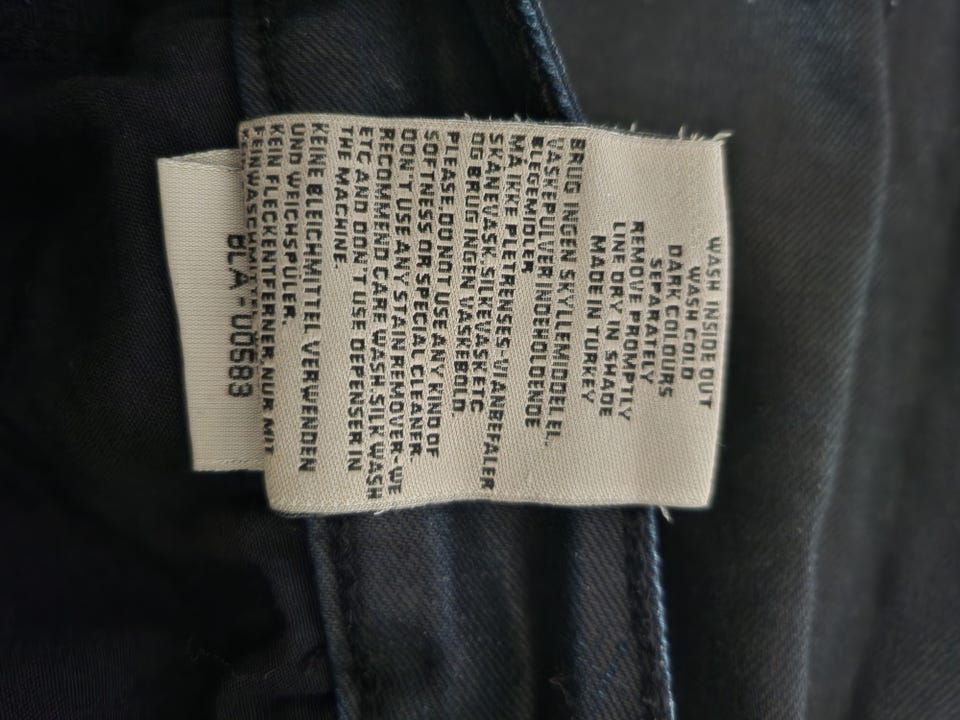 WASH INSIDE OUT
WASH COLD
DARK COLOURS
SEPARATELY
REMOVE PROMPTLY
LINE DRY IN SHADE
MADE IN TURKEY
BRUG INGEN SKYLLEMIDDELEL.
VASKEPULVER INDEHOLDENDE
BLEGEMIDLER
MÅ IKKE PLETRENSES-VI ANBEFALER
SKÅNEVASK, SILKEVASK ETC
OG BRUG INGEN VASKEBOLD
PLEASE DO NOT USE ANY KIND OF
SOFTNESS OR SPECIAL CLEANER.
DON'T USE ANY STAIN REMOVER-WE
RECOMMEND CARE WASH SILK WASH
ETC AND DON'T USE DEPENSER IN
THE MACHINE.
KEINE BLEICHMITTEL VERWENDEN
UND WEICHSPULER.
KEIN FLECKENTFERNER, NUR MIT
BLA-U0583